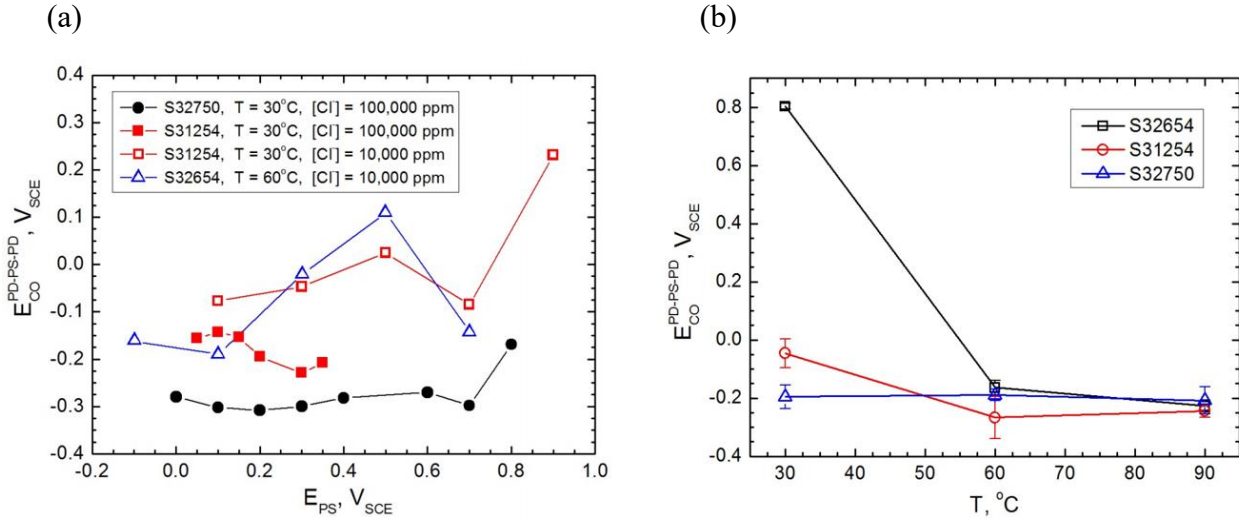 (a)
0.4
0.3
0.2
0.1
0.0
-0.1
-0.2
-0.3
-0.4
E_CO^PD-PS-PD, V_SCE
S32750, T = 30°C, [Cl⁻] = 100,000 ppm
S31254, T = 30°C, [Cl⁻] = 100,000 ppm
S31254, T = 30°C, [Cl⁻] = 10,000 ppm
S32654, T = 60°C, [Cl⁻] = 10,000 ppm
-0.2 0.0 0.2 0.4 0.6 0.8 1.0
E_PS, V_SCE
(b)
0.8
0.6
0.4
0.2
0.0
-0.2
-0.4
E_CO^PD-PS-PD, V_SCE
S32654
S31254
S32750
30 40 50 60 70 80 90
T, °C